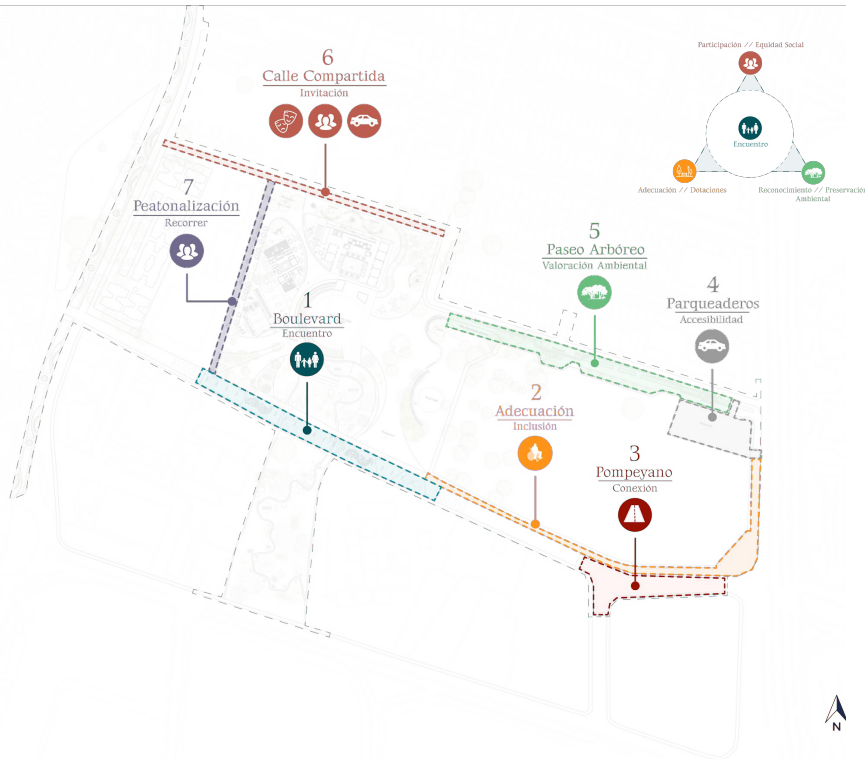 6
Calle Compartida
Invitación
Participación // Equidad Social
Encuentro
Adecuación // Dotaciones
Reconocimiento // Preservación
Ambiental
7
Peatonalización
Recorrer
5
Paseo Arbóreo
Valoración Ambiental
4
Parqueaderos
Accesibilidad
1
Boulevard
Encuentro
2
Adecuación
Inclusión
3
Pompeyano
Conexión
N